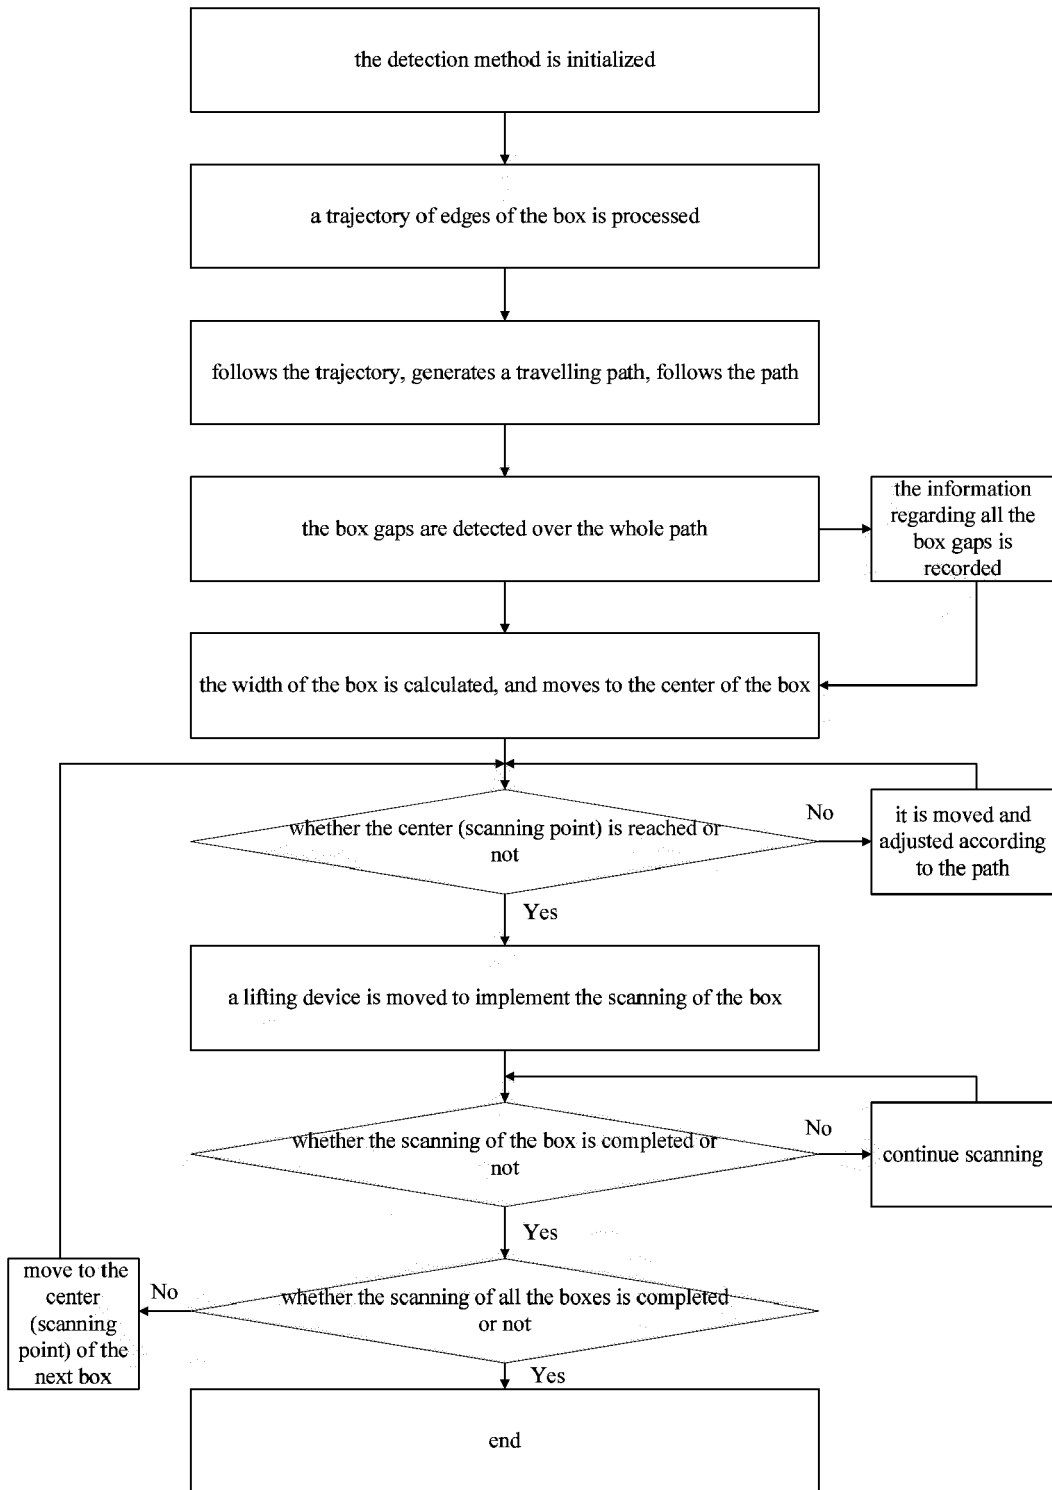 the detection method is initialized
a trajectory of edges of the box is processed
follows the trajectory, generates a travelling path, follows the path
the box gaps are detected over the whole path
the information
regarding all the
box gaps is
recorded
the width of the box is calculated, and moves to the center of the box
whether the center (scanning point) is reached or
not
No
it is moved and
adjusted according
to the path
Yes
a lifting device is moved to implement the scanning of the box
whether the scanning of the box is completed or
not
No
continue scanning
Yes
whether the scanning of all the boxes is completed
or not
No
move to the
center
(scanning
point) of the
next box
Yes
end